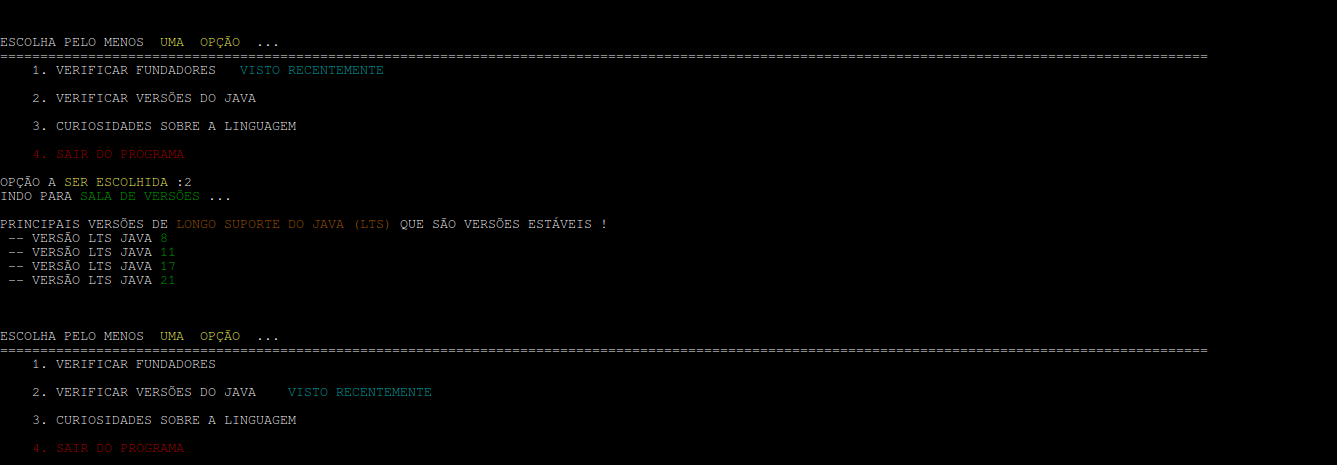 ESCOLHA PELO MENOS  UMA  OPÇÃO  ...
=======================================================================================================================================================
1. VERIFICAR FUNDADORES   VISTO RECENTEMENTE
2. VERIFICAR VERSÕES DO JAVA
3. CURIOSIDADES SOBRE A LINGUAGEM
4. SAIR DO PROGRAMA
OPÇÃO A SER ESCOLHIDA :2
INDO PARA SALA DE VERSÕES ...
PRINCIPAIS VERSÕES DE LONGO SUPORTE DO JAVA (LTS) QUE SÃO VERSÕES ESTÁVEIS !
-- VERSÃO LTS JAVA 8
-- VERSÃO LTS JAVA 11
-- VERSÃO LTS JAVA 17
-- VERSÃO LTS JAVA 21
ESCOLHA PELO MENOS  UMA  OPÇÃO  ...
=======================================================================================================================================================
1. VERIFICAR FUNDADORES
2. VERIFICAR VERSÕES DO JAVA    VISTO RECENTEMENTE
3. CURIOSIDADES SOBRE A LINGUAGEM
4. SAIR DO PROGRAMA